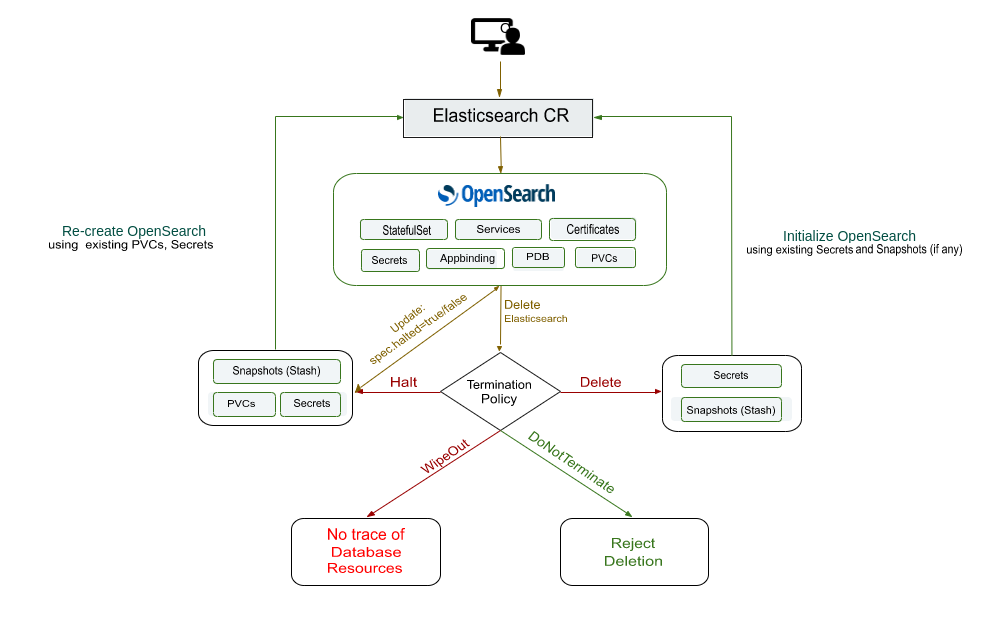 Elasticsearch CR
OpenSearch
StatefulSet
Services
Certificates
Secrets
Appbinding
PDB
PVCs
Re-create OpenSearch
using existing PVCs, Secrets
Initialize OpenSearch
using existing Secrets and Snapshots (if any)
Update:
spec.halted=true/false
Delete
Elasticsearch
Snapshots (Stash)
PVCs
Secrets
Halt
Termination
Policy
Delete
Secrets
Snapshots (Stash)
WipeOut
DoNotTerminate
No trace of
Database
Resources
Reject
Deletion